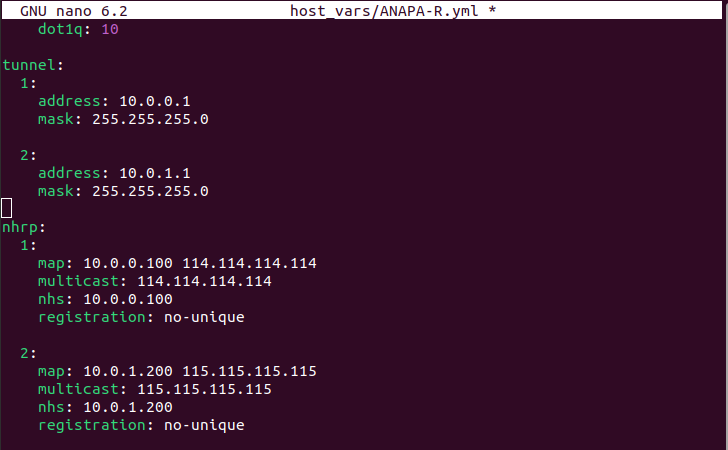 GNU nano 6.2 host_vars/ANAPA-R.yml *
dot1q: 10
tunnel:
1:
address: 10.0.0.1
mask: 255.255.255.0
2:
address: 10.0.1.1
mask: 255.255.255.0
nhrp:
1:
map: 10.0.0.100 114.114.114.114
multicast: 114.114.114.114
nhs: 10.0.0.100
registration: no-unique
2:
map: 10.0.1.200 115.115.115.115
multicast: 115.115.115.115
nhs: 10.0.1.200
registration: no-unique